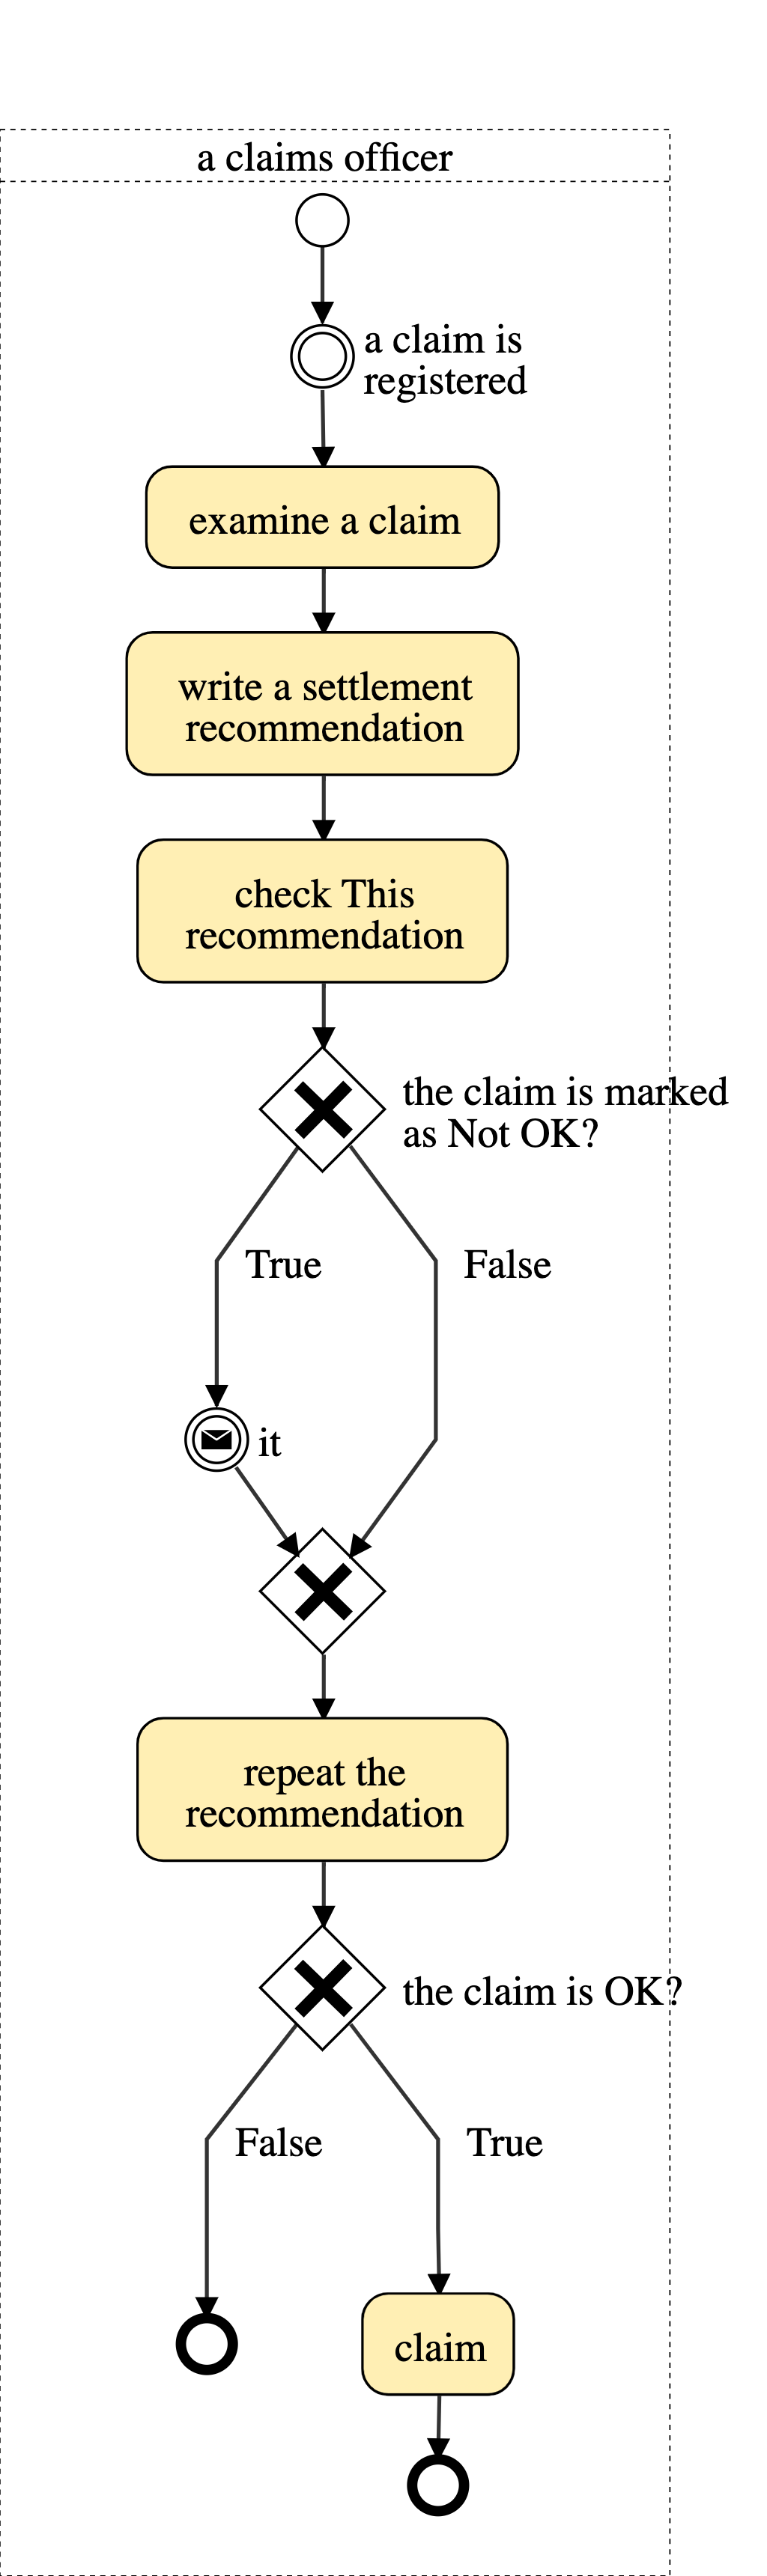 a claims officer
a claim is
registered
examine a claim
write a settlement
recommendation
check This
recommendation
the claim is marked
as Not OK?
True
False
it
repeat the
recommendation
the claim is OK?
False
True
claim